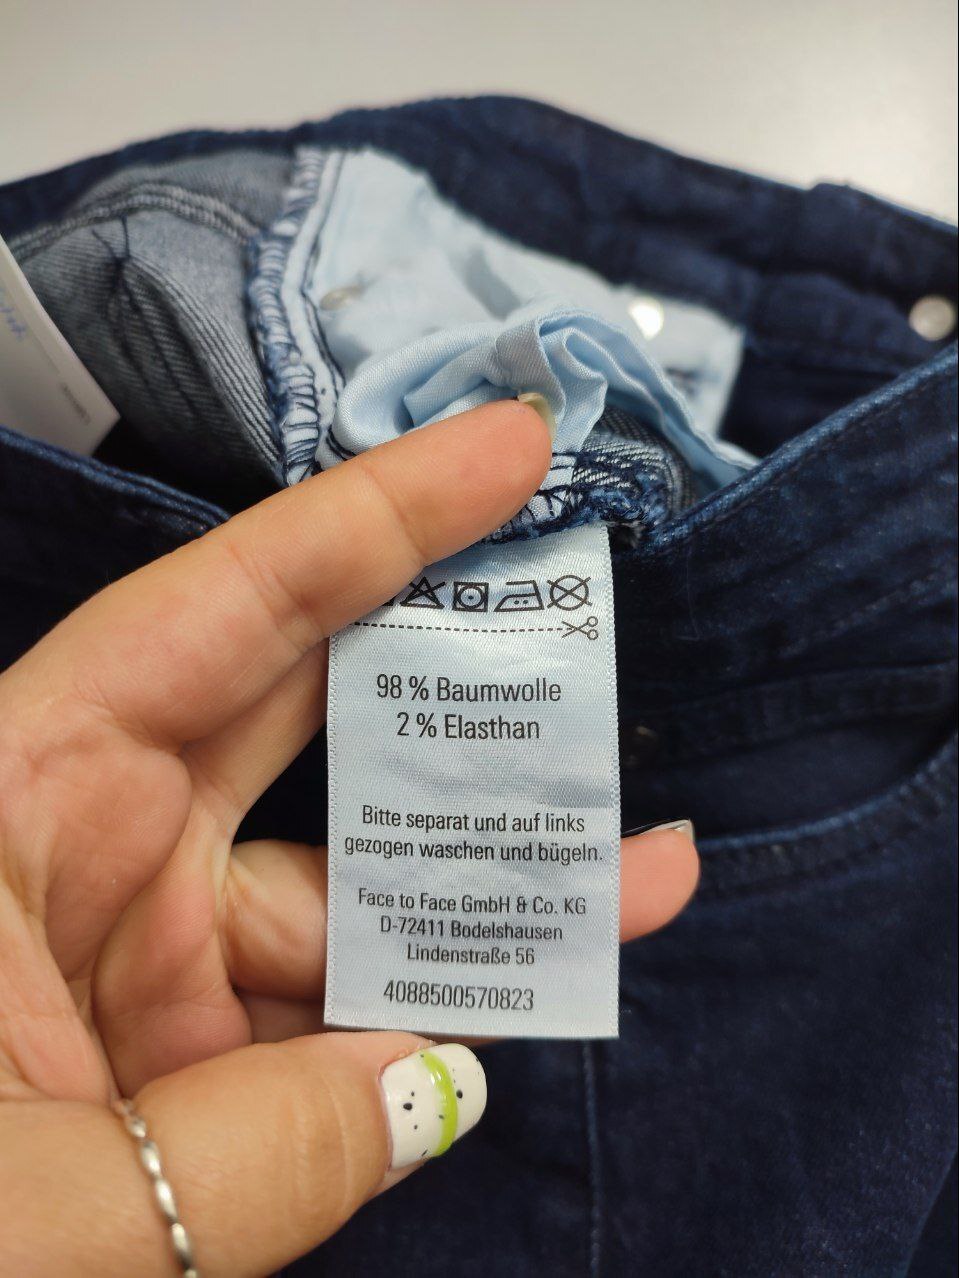 98 % Baumwolle
2 % Elasthan
Bitte separat und auf links
gezogen waschen und bügeln.
Face to Face GmbH & Co. KG
D-72411 Bodelshausen
Lindenstraße 56
4088500570823